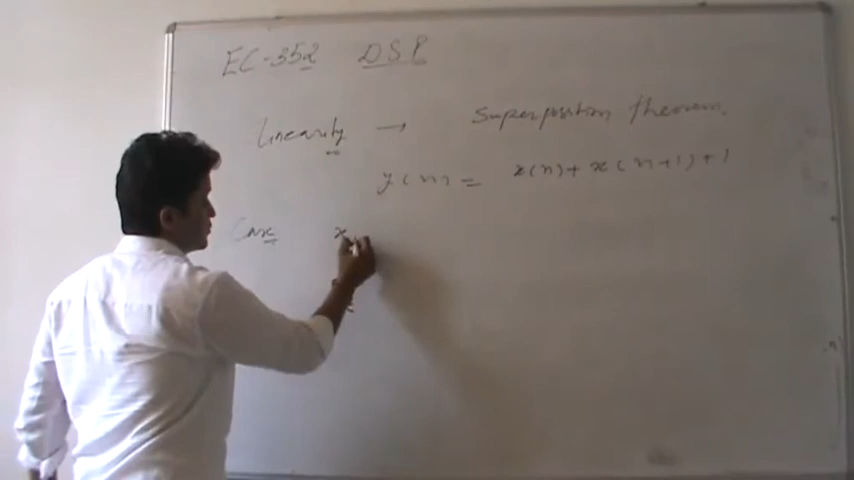 EC-352 DSP
Linearity → Superposition theorem.
y(n) = x(n) + x(n+1) + 1
Case x